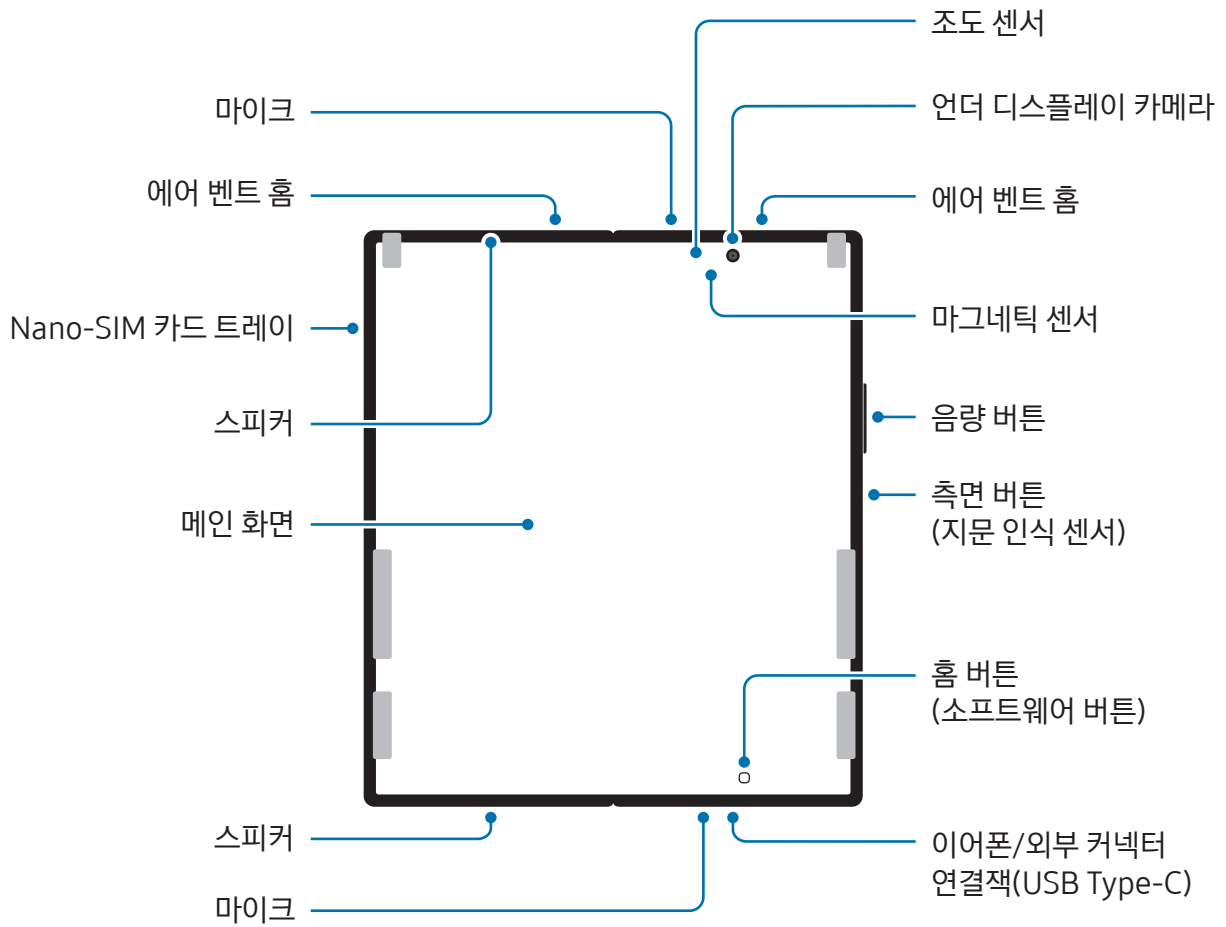 조도 센서
마이크
언더 디스플레이 카메라
에어 벤트 홈
에어 벤트 홈
Nano-SIM 카드 트레이
마그네틱 센서
스피커
음량 버튼
메인 화면
측면 버튼
(지문 인식 센서)
홈 버튼
(소프트웨어 버튼)
스피커
이어폰/외부 커넥터
연결잭(USB Type-C)
마이크